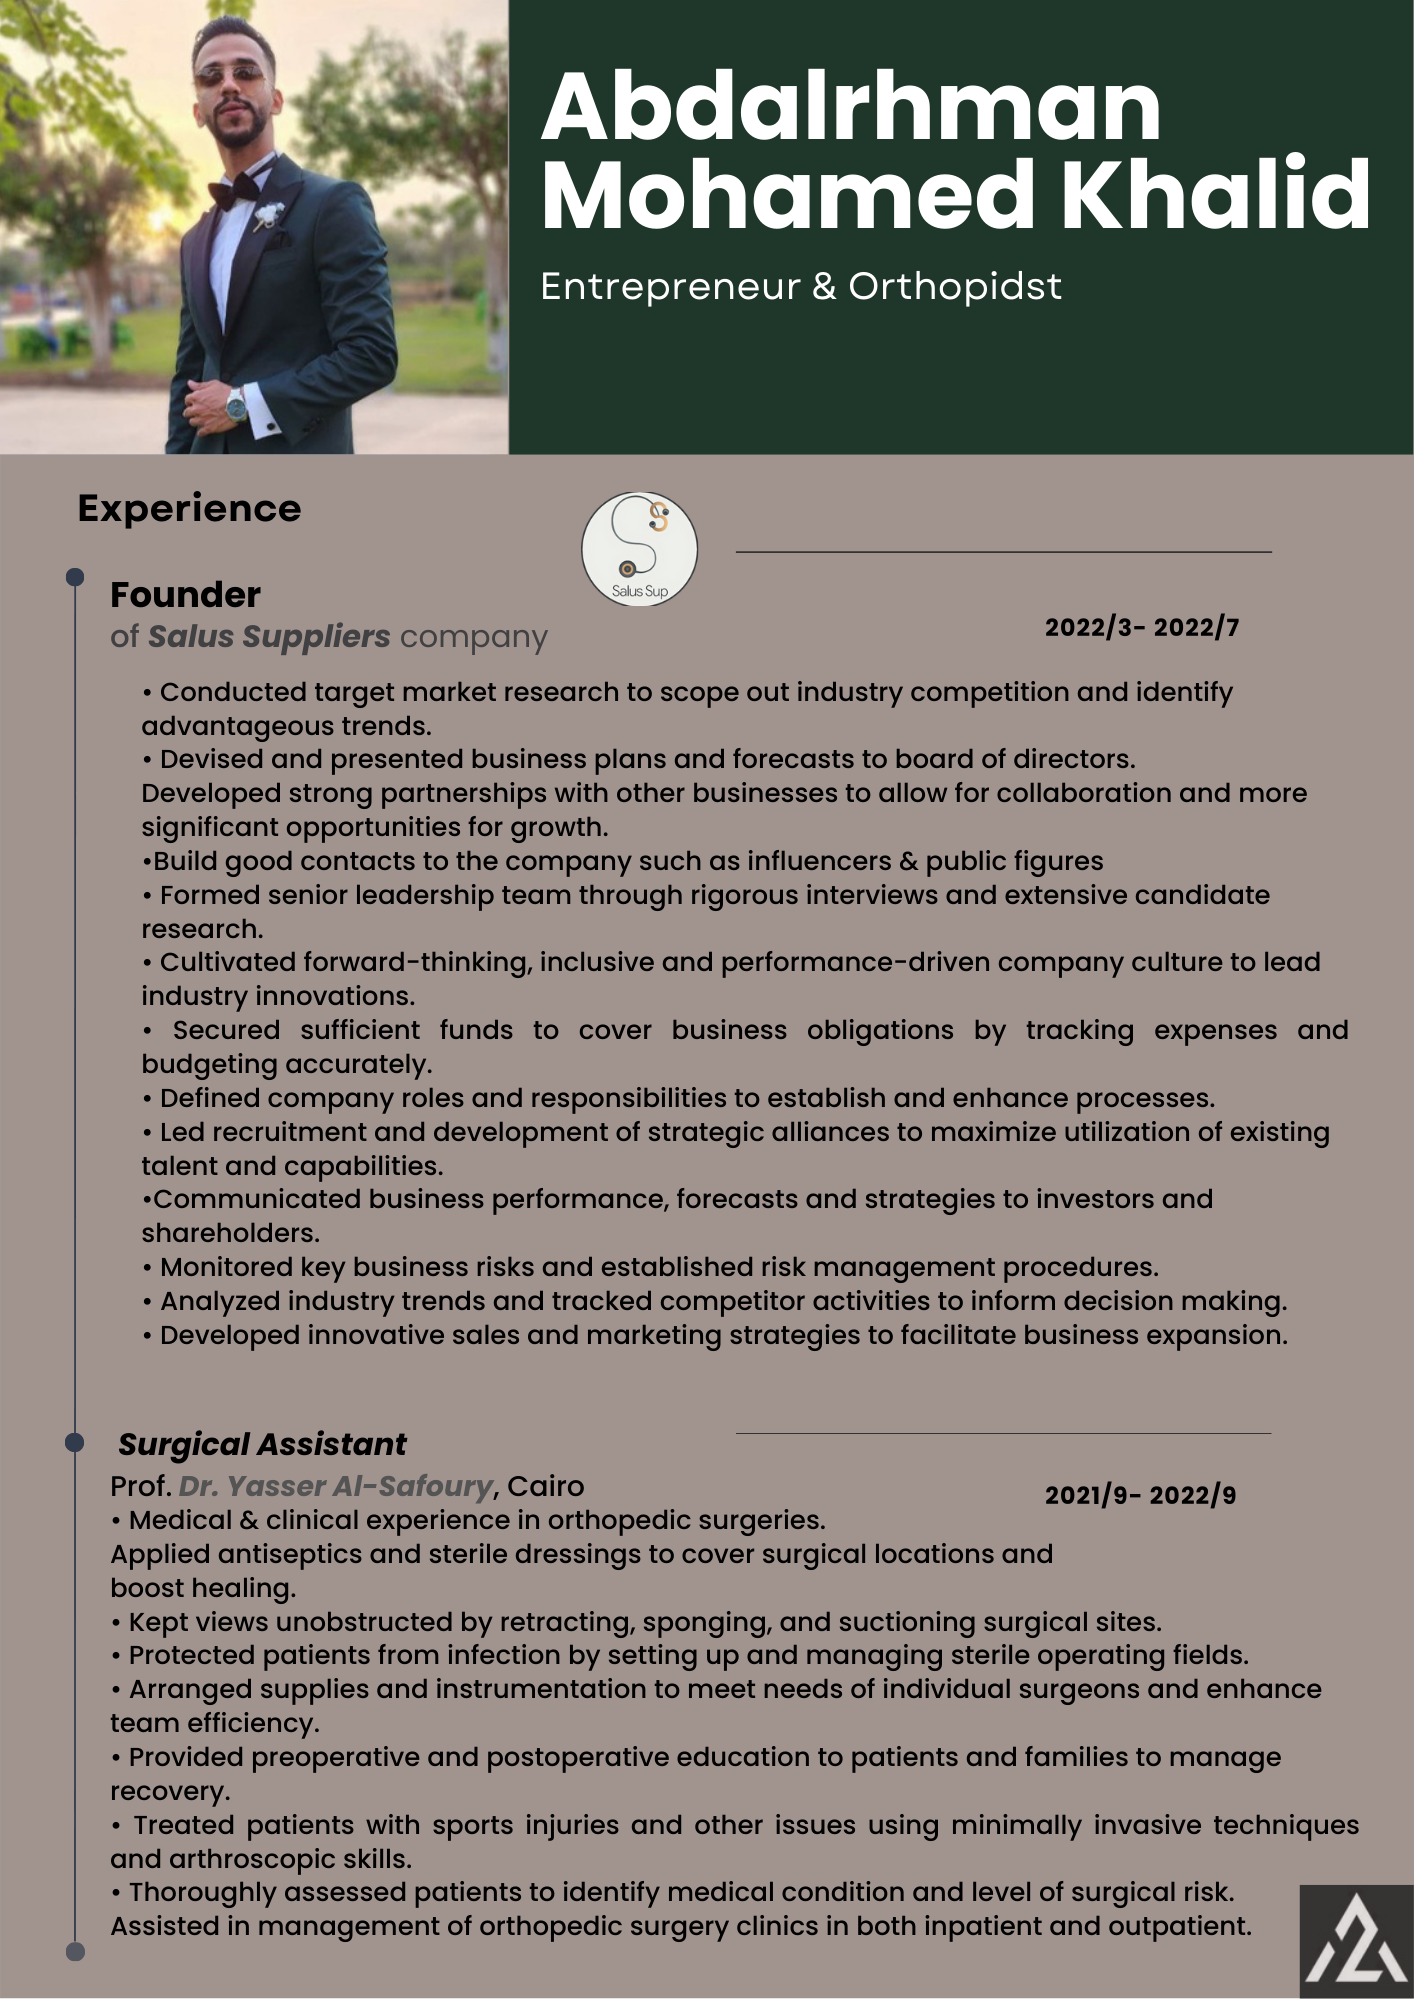 Abdalrhman
Mohamed Khalid
Entrepreneur & Orthopidst
Experience
Salus Sup
Founder
of Salus Suppliers company
2022/3- 2022/7
• Conducted target market research to scope out industry competition and identify
advantageous trends.
• Devised and presented business plans and forecasts to board of directors.
Developed strong partnerships with other businesses to allow for collaboration and more
significant opportunities for growth.
•Build good contacts to the company such as influencers & public figures
• Formed senior leadership team through rigorous interviews and extensive candidate
research.
• Cultivated forward-thinking, inclusive and performance-driven company culture to lead
industry innovations.
• Secured sufficient funds to cover business obligations by tracking expenses and
budgeting accurately.
• Defined company roles and responsibilities to establish and enhance processes.
• Led recruitment and development of strategic alliances to maximize utilization of existing
talent and capabilities.
•Communicated business performance, forecasts and strategies to investors and
shareholders.
• Monitored key business risks and established risk management procedures.
• Analyzed industry trends and tracked competitor activities to inform decision making.
• Developed innovative sales and marketing strategies to facilitate business expansion.
Surgical Assistant
Prof. Dr. Yasser Al-Safoury, Cairo
2021/9- 2022/9
• Medical & clinical experience in orthopedic surgeries.
Applied antiseptics and sterile dressings to cover surgical locations and
boost healing.
• Kept views unobstructed by retracting, sponging, and suctioning surgical sites.
• Protected patients from infection by setting up and managing sterile operating fields.
• Arranged supplies and instrumentation to meet needs of individual surgeons and enhance
team efficiency.
• Provided preoperative and postoperative education to patients and families to manage
recovery.
• Treated patients with sports injuries and other issues using minimally invasive techniques
and arthroscopic skills.
• Thoroughly assessed patients to identify medical condition and level of surgical risk.
Assisted in management of orthopedic surgery clinics in both inpatient and outpatient.